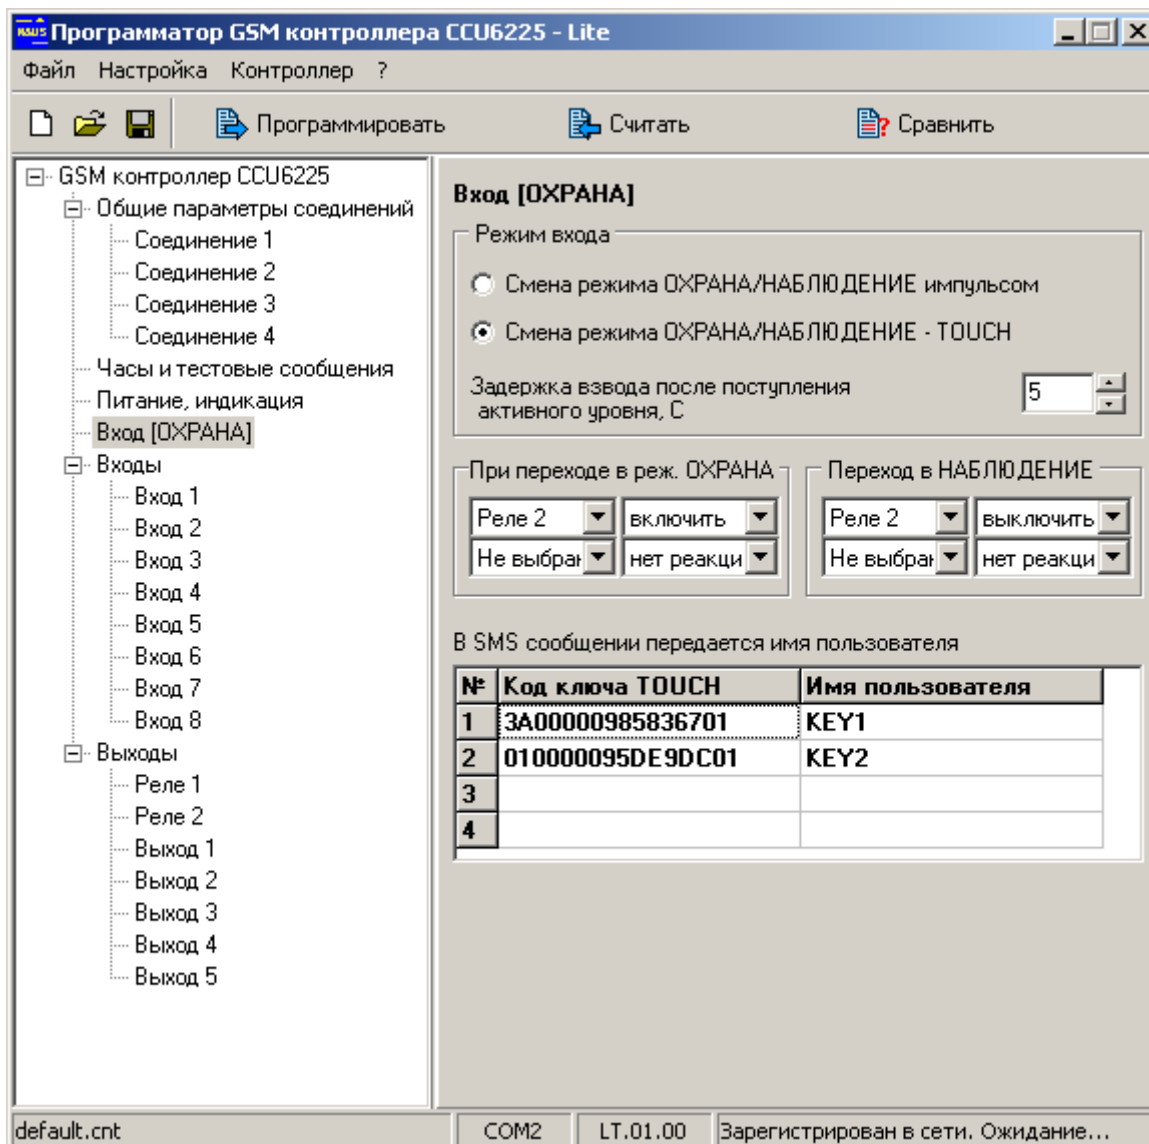 Программатор GSM контроллера CCU6225 - Lite
Файл Настройка Контроллер ?
Программировать Считать Сравнить
GSM контроллер CCU6225
Общие параметры соединений
Соединение 1
Соединение 2
Соединение 3
Соединение 4
Часы и тестовые сообщения
Питание, индикация
Вход [ОХРАНА]
Входы
Вход 1
Вход 2
Вход 3
Вход 4
Вход 5
Вход 6
Вход 7
Вход 8
Выходы
Реле 1
Реле 2
Выход 1
Выход 2
Выход 3
Выход 4
Выход 5
Вход [ОХРАНА]
Режим входа
Смена режима ОХРАНА/НАБЛЮДЕНИЕ импульсом
Смена режима ОХРАНА/НАБЛЮДЕНИЕ - TOUCH
Задержка взвода после поступления
активного уровня, С
5
При переходе в реж. ОХРАНА
Реле 2 включить
Не выбран нет реакци
Переход в НАБЛЮДЕНИЕ
Реле 2 выключить
Не выбран нет реакци
В SMS сообщении передается имя пользователя
№ Код ключа TOUCH Имя пользователя
1 3A00000985836701 KEY1
2 010000095DE9DC01 KEY2
3
4
default.cnt COM2 LT.01.00 Зарегистрирован в сети. Ожидание...